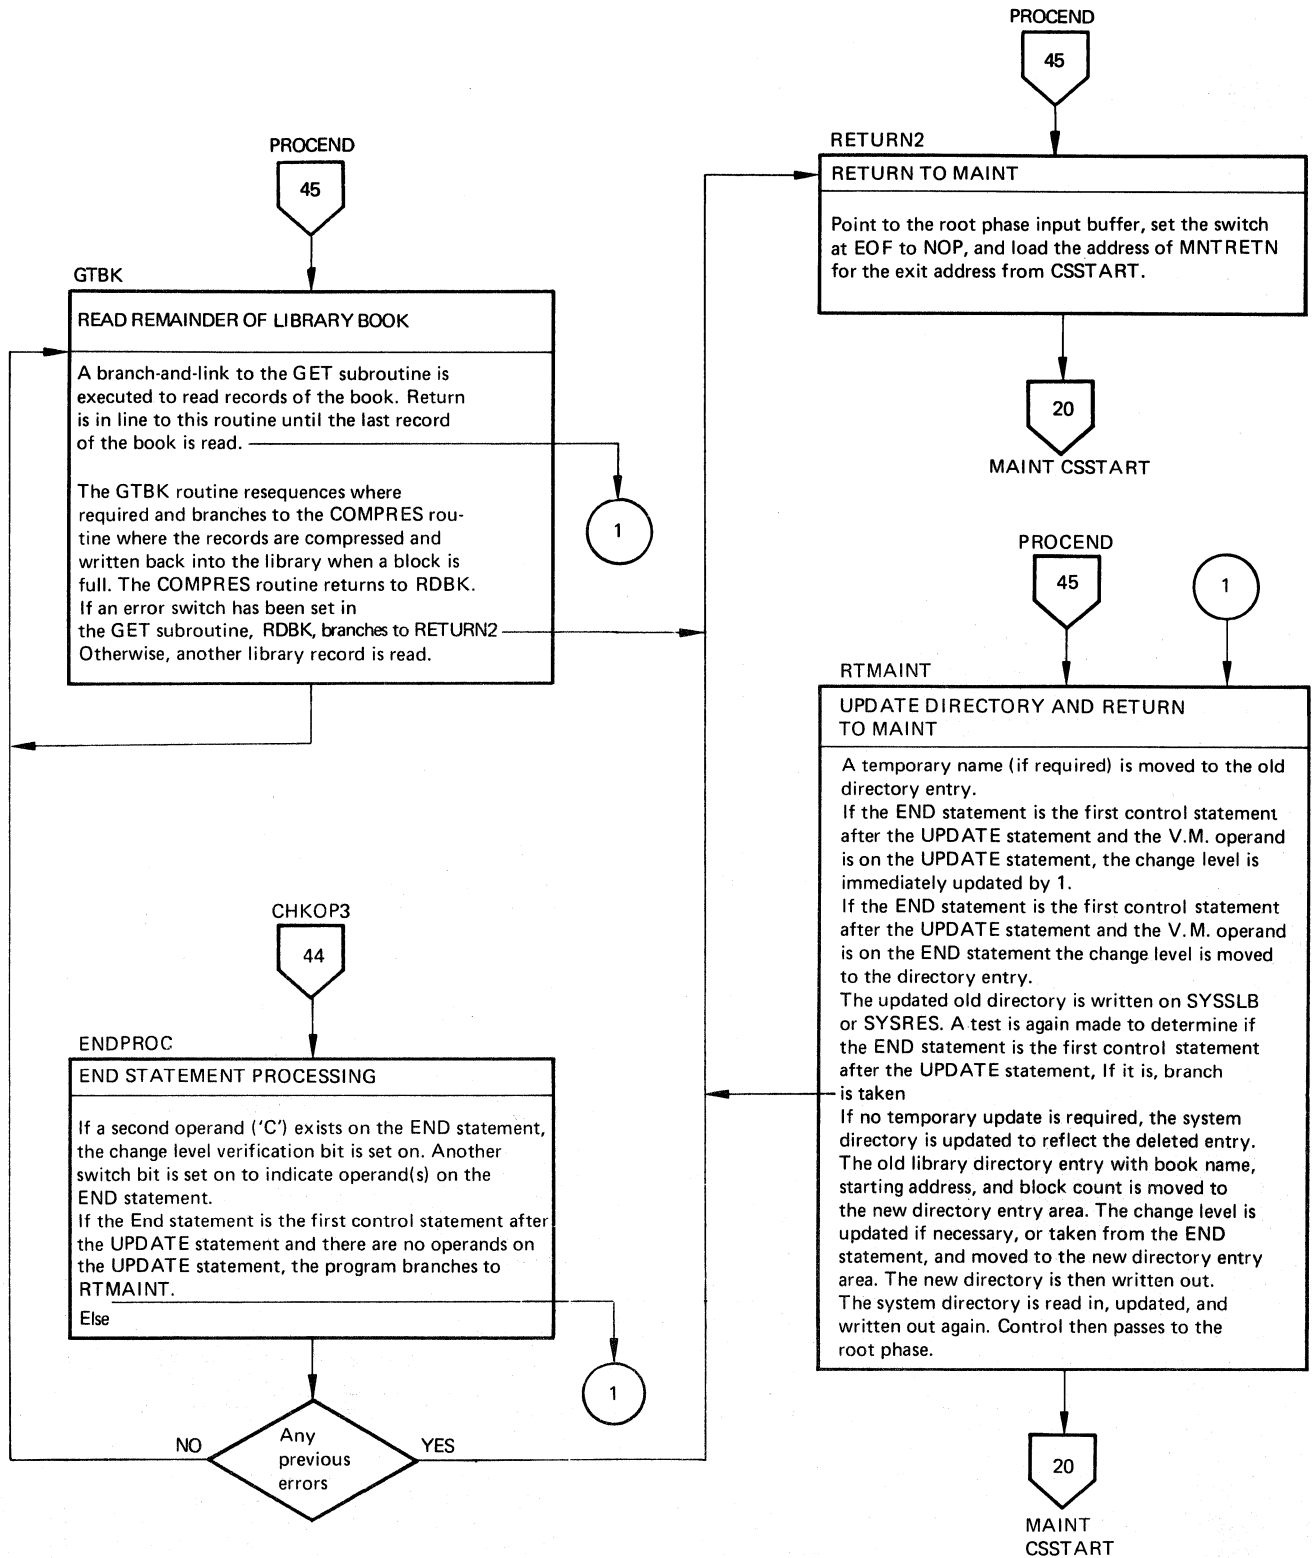 PROCEND
45
GTBK
READ REMAINDER OF LIBRARY BOOK
A branch-and-link to the GET subroutine is
executed to read records of the book. Return
is in line to this routine until the last record
of the book is read.
1
The GTBK routine resequences where
required and branches to the COMPRES rou-
tine where the records are compressed and
written back into the library when a block is
full. The COMPRES routine returns to RDBK.
If an error switch has been set in
the GET subroutine, RDBK, branches to RETURN2
Otherwise, another library record is read.
CHKOP3
44
ENDPROC
END STATEMENT PROCESSING
If a second operand ('C') exists on the END statement,
the change level verification bit is set on. Another
switch bit is set on to indicate operand(s) on the
END statement.
If the End statement is the first control statement after
the UPDATE statement and there are no operands on
the UPDATE statement, the program branches to
RTMAINT.
Else
1
NO
Any
previous
errors
YES
PROCEND
45
RETURN2
RETURN TO MAINT
Point to the root phase input buffer, set the switch
at EOF to NOP, and load the address of MNTRETN
for the exit address from CSSTART.
20
MAINT CSSTART
PROCEND
45
1
RTMAINT
UPDATE DIRECTORY AND RETURN
TO MAINT
A temporary name (if required) is moved to the old
directory entry.
If the END statement is the first control statement
after the UPDATE statement and the V.M. operand
is on the UPDATE statement, the change level is
immediately updated by 1.
If the END statement is the first control statement
after the UPDATE statement and the V.M. operand
is on the END statement the change level is moved
to the directory entry.
The updated old directory is written on SYSSLB
or SYSRES. A test is again made to determine if
the END statement is the first control statement
after the UPDATE statement, If it is, branch
is taken
If no temporary update is required, the system
directory is updated to reflect the deleted entry.
The old library directory entry with book name,
starting address, and block count is moved to
the new directory entry area. The change level is
updated if necessary, or taken from the END
statement, and moved to the new directory entry
area. The new directory is then written out.
The system directory is read in, updated, and
written out again. Control then passes to the
root phase.
20
MAINT
CSSTART